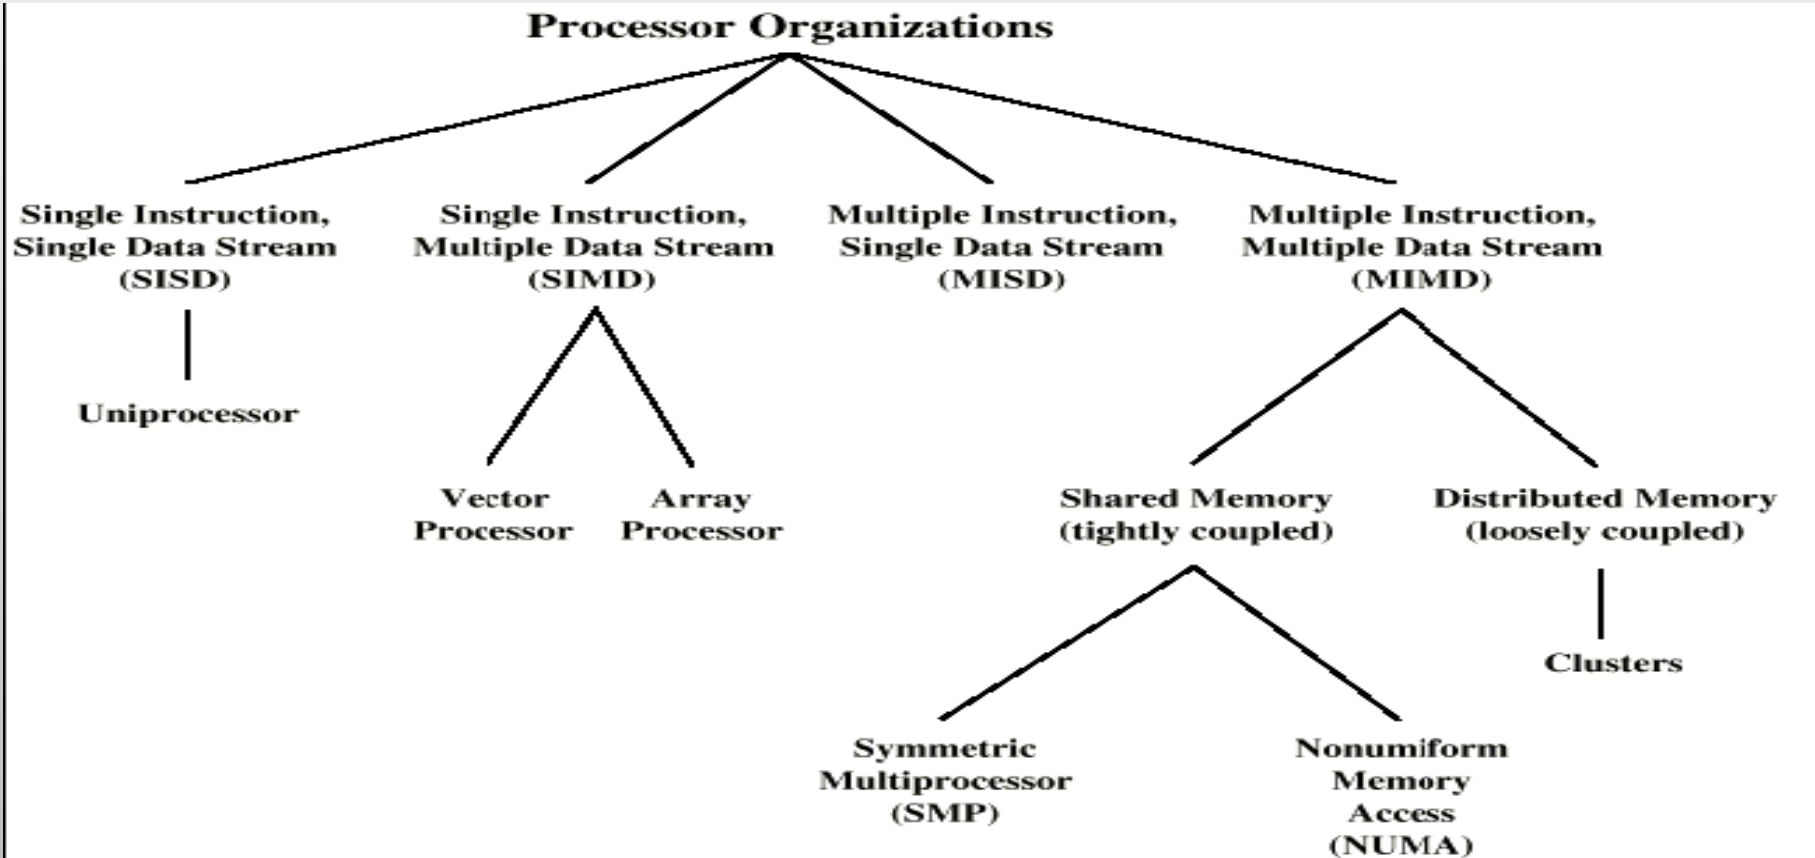 Processor Organizations
Single Instruction,
Single Data Stream
(SISD)
Single Instruction,
Multiple Data Stream
(SIMD)
Multiple Instruction,
Single Data Stream
(MISD)
Multiple Instruction,
Multiple Data Stream
(MIMD)
Uniprocessor
Vector
Processor
Array
Processor
Shared Memory
(tightly coupled)
Distributed Memory
(loosely coupled)
Clusters
Symmetric
Multiprocessor
(SMP)
Nonumiform
Memory
Access
(NUMA)